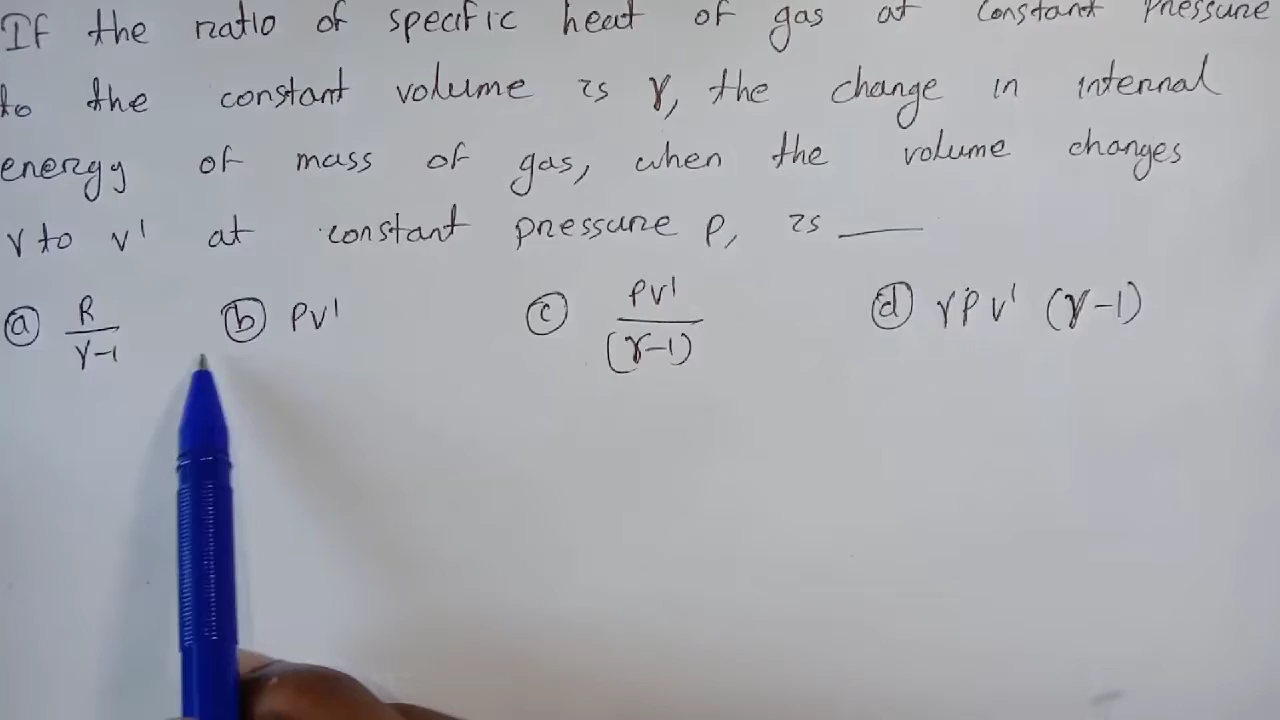 If the ratio of specific heat of gas at constant pressure
to the constant volume is γ, the change in internal
energy of mass of gas, when the volume changes
v to v' at constant pressure p, is ____
(a) R/(γ-1) (b) PV' (c) PV'/(γ-1) (d) γPV' (γ-1)